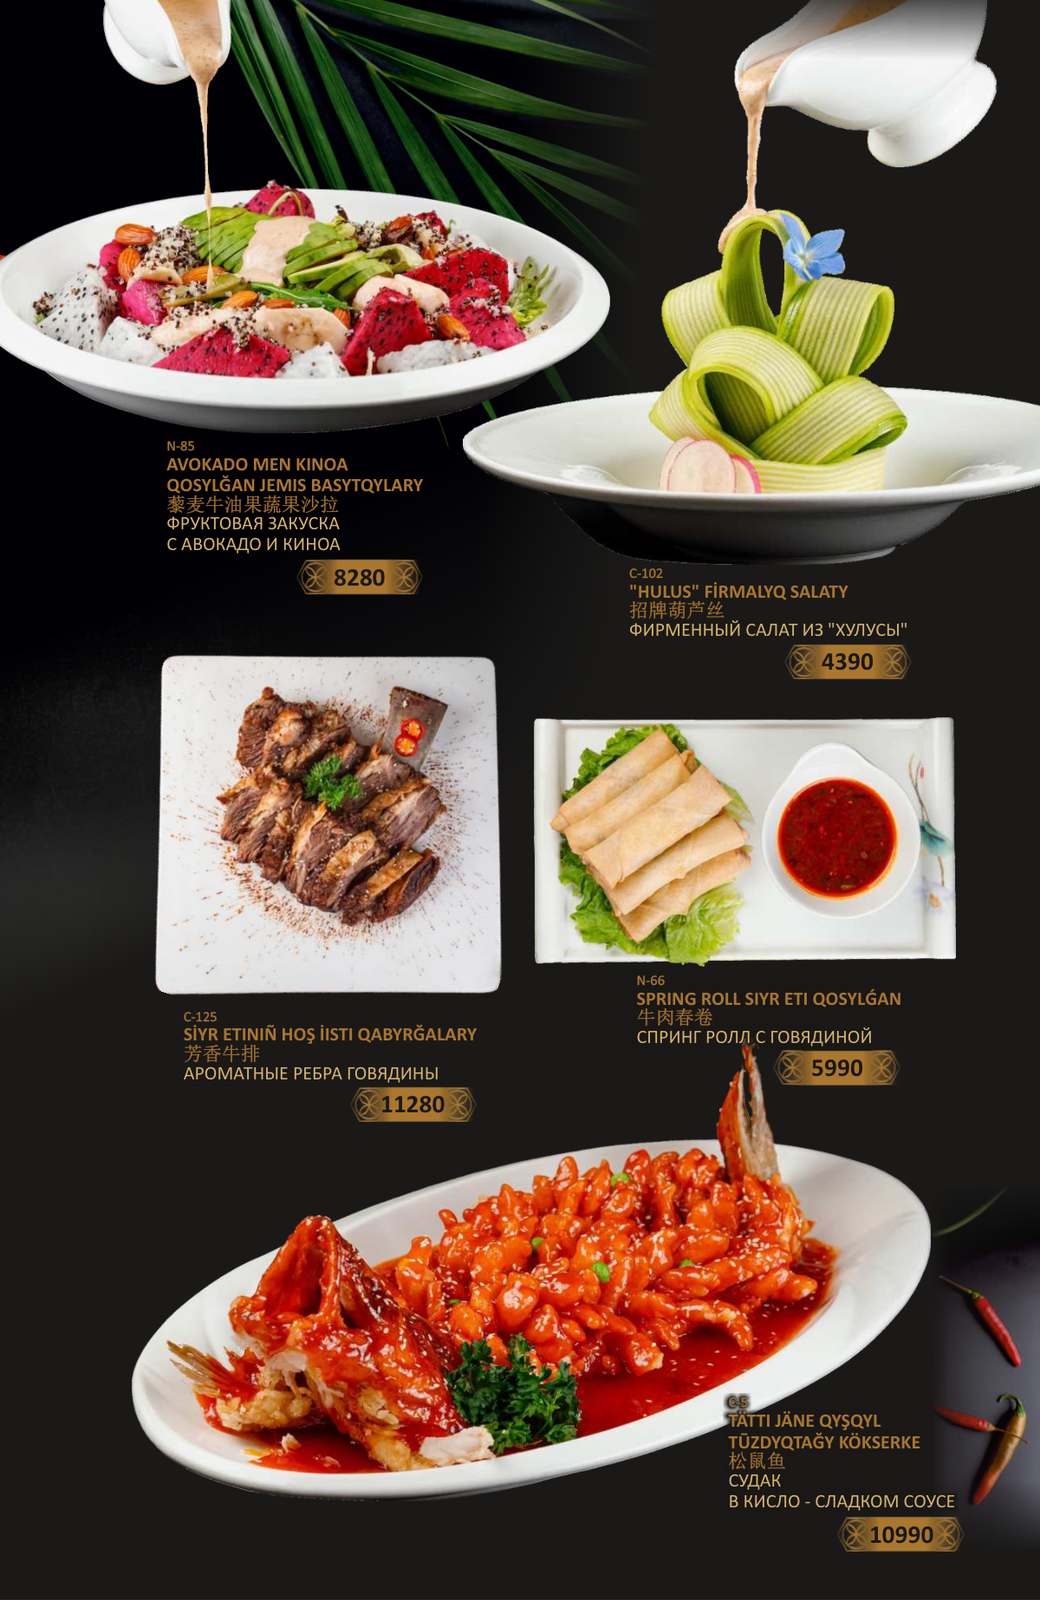 N-85
AVOKADO MEN KINOA
QOSYLĞAN JEMIS BASYTQYLARY
藜麦牛油果蔬果沙拉
ФРУКТОВАЯ ЗАКУСКА
С АВОКАДО И КИНОА
8280
C-102
"HULUS" FİRMALYQ SALATY
招牌葫芦丝
ФИРМЕННЫЙ САЛАТ ИЗ "ХУЛУСЫ"
4390
C-125
SİYR ETINIÑ HOŞ İISTI QABYRĞALARY
芳香牛排
АРОМАТНЫЕ РЕБРА ГОВЯДИНЫ
11280
N-66
SPRING ROLL SIYR ETI QOSYLǴAN
牛肉春卷
СПРИНГ РОЛЛ С ГОВЯДИНОЙ
5990
C-5
TÄTTI JÄNE QYŞQYL
TŪZDYQTAĞY KÖKSERKE
松鼠鱼
СУДАК
В КИСЛО - СЛАДКОМ СОУСЕ
10990